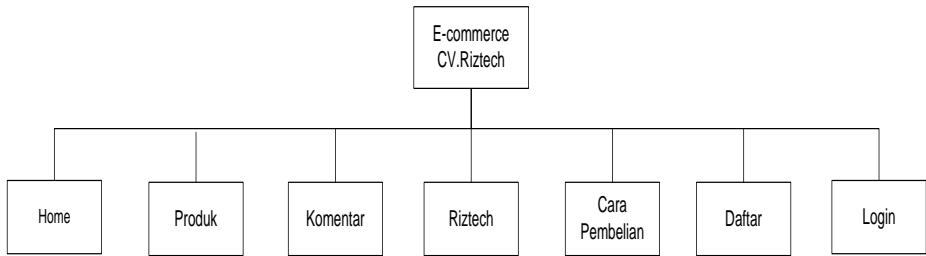 E-commerce
CV.Riztech
Home
Produk
Komentar
Riztech
Cara
Pembelian
Daftar
Login